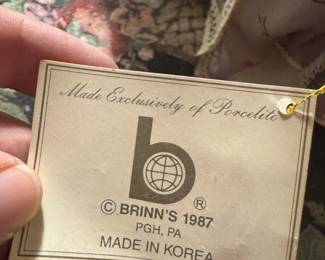 Made Exclusively of Porcelite
b
®
© BRINN'S 1987
PGH, PA
MADE IN KOREA